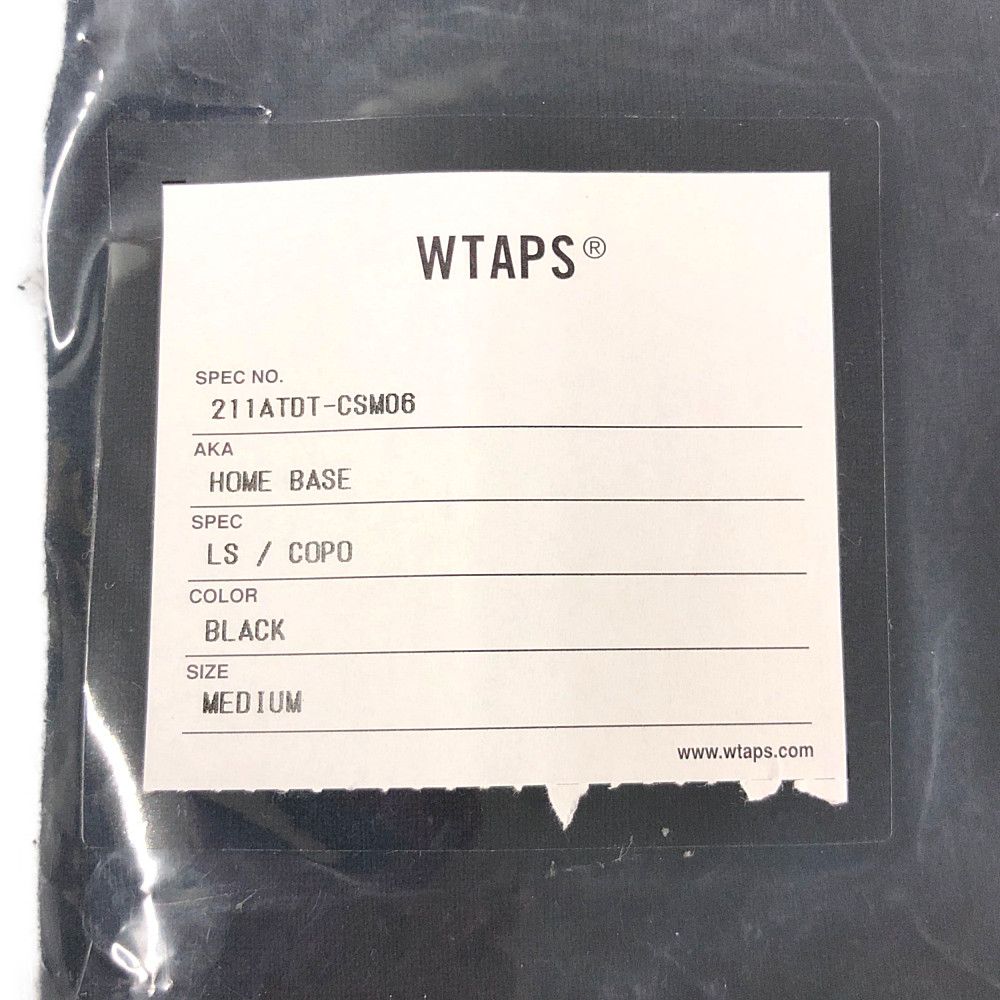 WTAPS®
SPEC NO.
211ATDT-CSM06
AKA
HOME BASE
SPEC
LS / COPO
COLOR
BLACK
SIZE
MEDIUM
www.wtaps.com